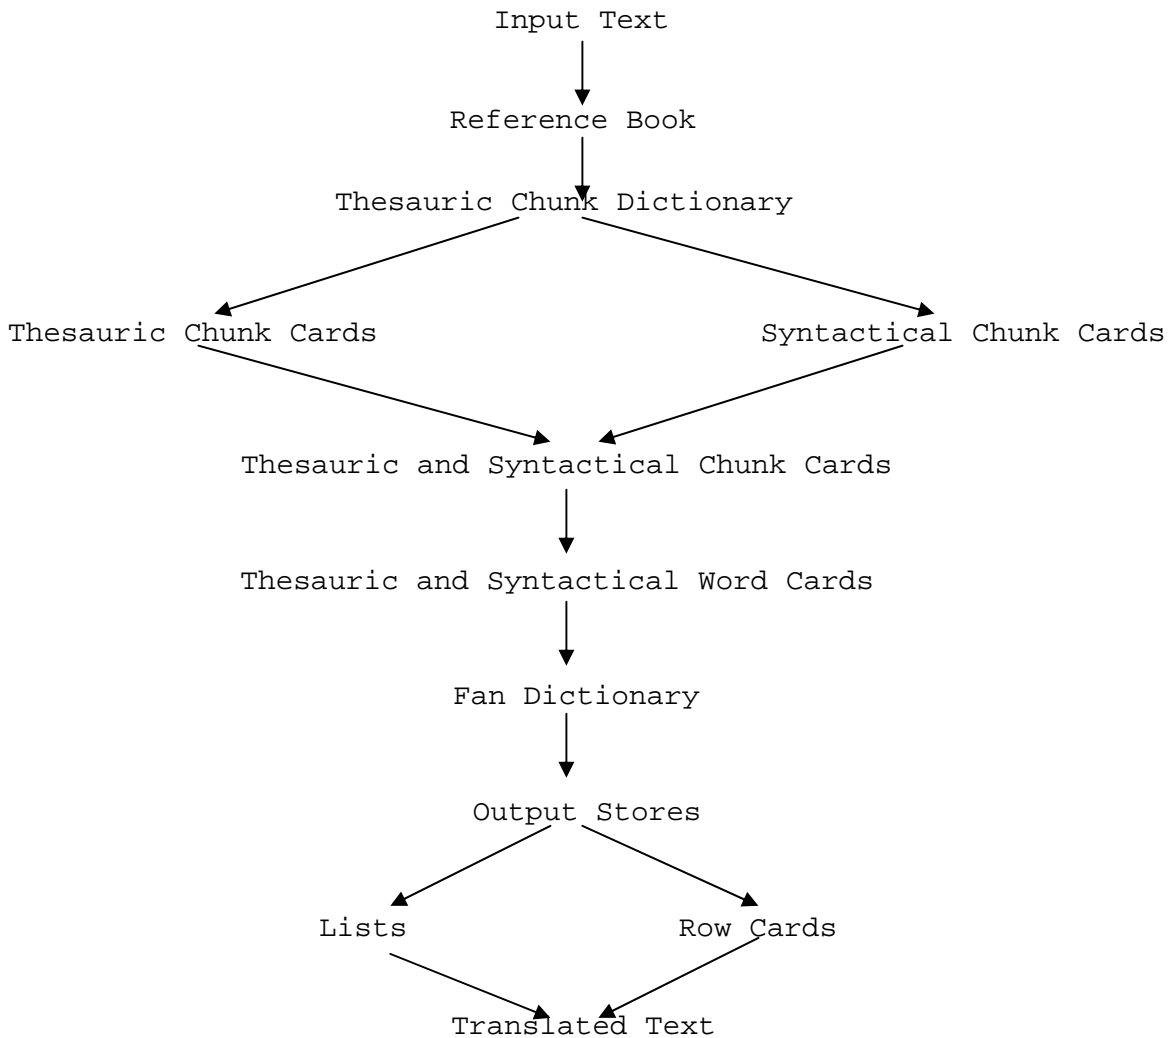 Input Text
Reference Book
Thesauric Chunk Dictionary
Thesauric Chunk Cards
Syntactical Chunk Cards
Thesauric and Syntactical Chunk Cards
Thesauric and Syntactical Word Cards
Fan Dictionary
Output Stores
Lists
Row Cards
Translated Text